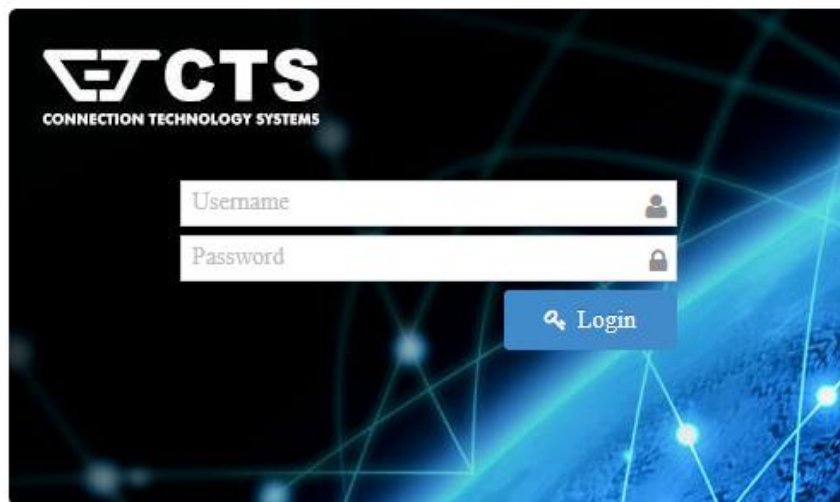 CTS
CONNECTION TECHNOLOGY SYSTEMS
Username
Password
Login